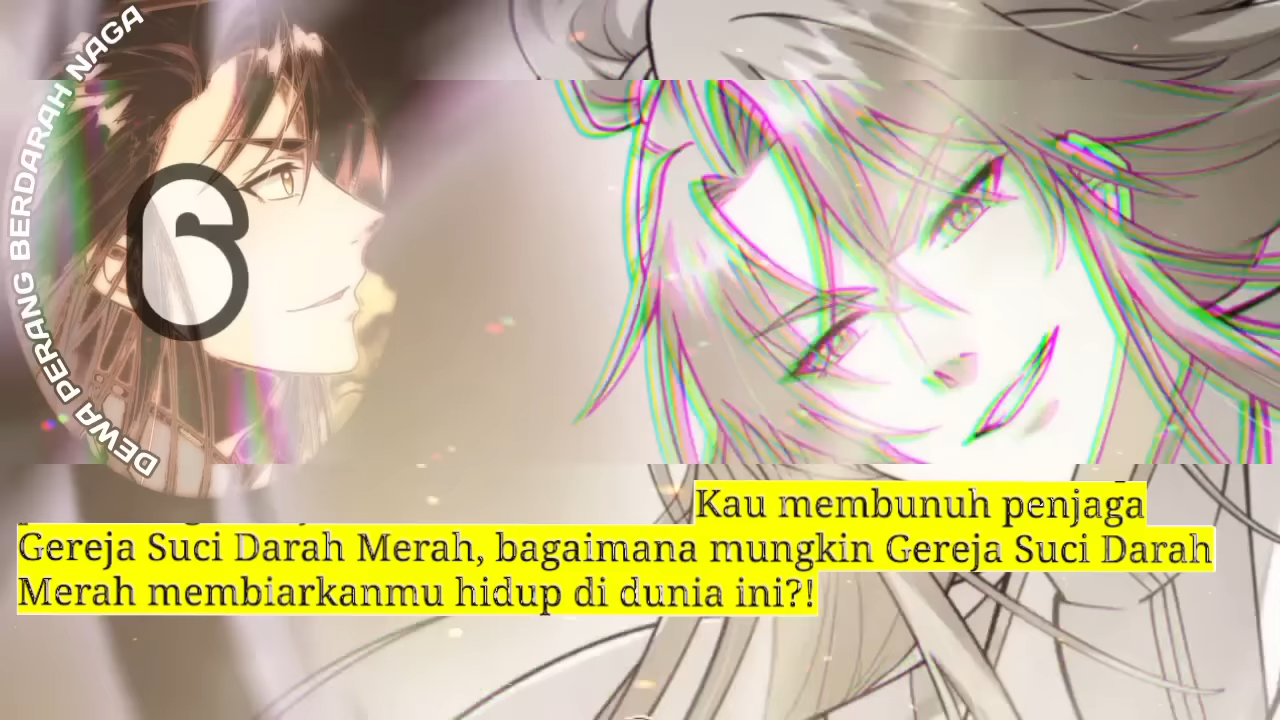 DEWA PERANG BERDARAH NAGA
6
Kau membunuh penjaga
Gereja Suci Darah Merah, bagaimana mungkin Gereja Suci Darah
Merah membiarkanmu hidup di dunia ini?!